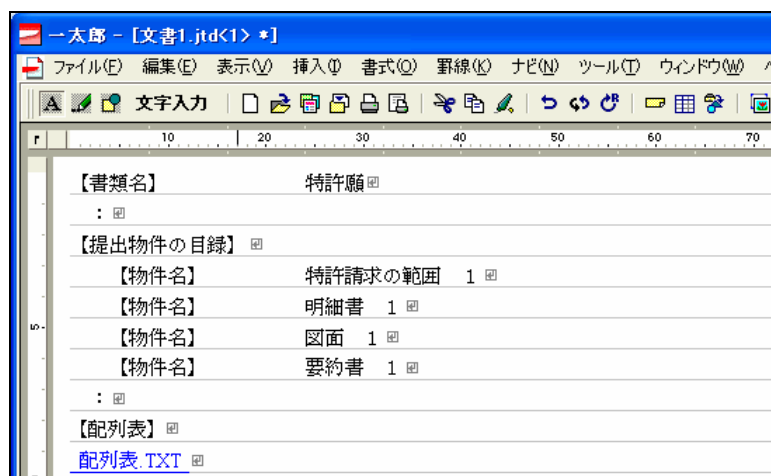 一太郎 - [文書1.jtd<1> *]
ファイル(F) 編集(E) 表示(V) 挿入(I) 書式(O) 罫線(K) ナビ(N) ツール(T) ウィンドウ(W)
文字入力
10 20 30 40 50 60 70
【書類名】 特許願
:
【提出物件の目録】
【物件名】 特許請求の範囲 1
【物件名】 明細書 1
5
【物件名】 図面 1
【物件名】 要約書 1
:
【配列表】
配列表.TXT